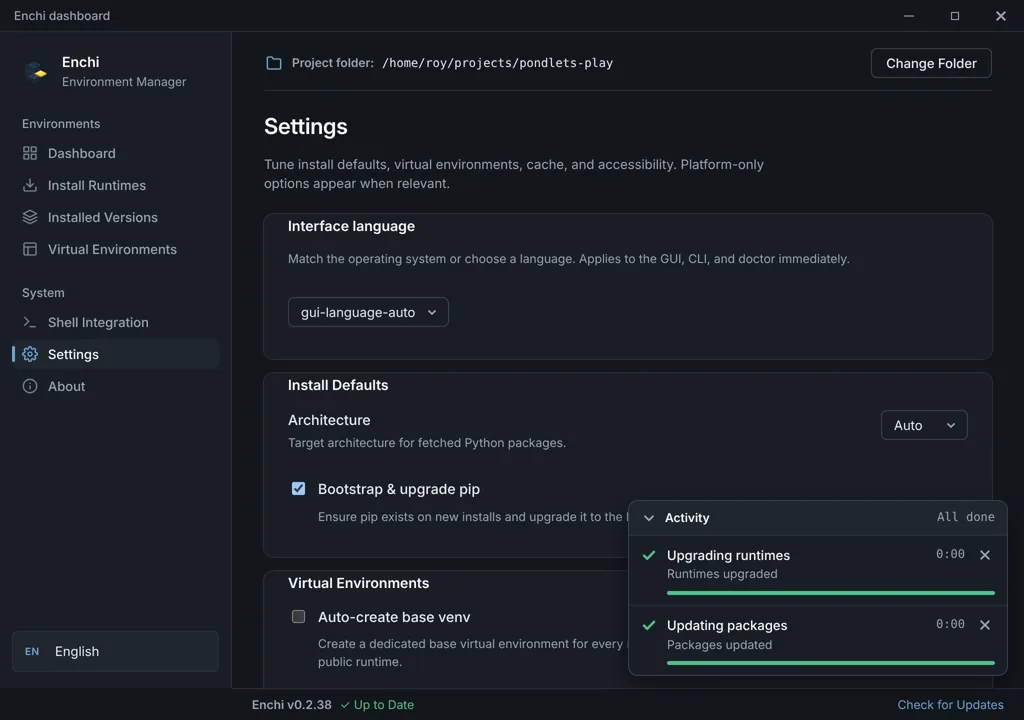 Enchi dashboard
Enchi
Environment Manager
Environments
Dashboard
Install Runtimes
Installed Versions
Virtual Environments
System
Shell Integration
Settings
About
EN English
Project folder: /home/roy/projects/pondlets-play
Change Folder
Settings
Tune install defaults, virtual environments, cache, and accessibility. Platform-only
options appear when relevant.
Interface language
Match the operating system or choose a language. Applies to the GUI, CLI, and doctor immediately.
gui-language-auto
Install Defaults
Architecture
Target architecture for fetched Python packages.
Auto
Bootstrap & upgrade pip
Ensure pip exists on new installs and upgrade it to the
Virtual Environments
Auto-create base venv
Create a dedicated base virtual environment for every
public runtime.
Activity All done
Upgrading runtimes 0:00
Runtimes upgraded
Updating packages 0:00
Packages updated
Enchi v0.2.38 Up to Date
Check for Updates